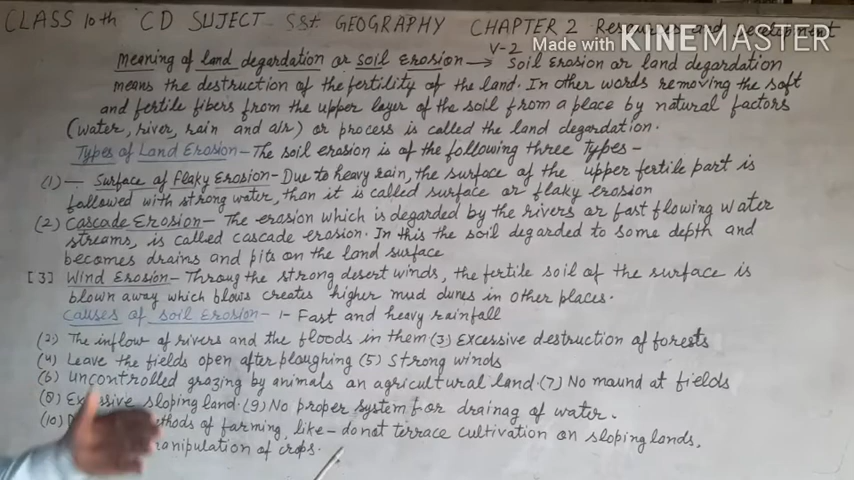 CLASS 10th CD SUJECT- SSt GEOGRAPHY CHAPTER 2 Resources and development
V-2 Made with KINEMASTER
Meaning of land degardation or soil erosion → Soil Erosion or land degardation
means the destruction of the fertility of the land. In other words removing the soft
and fertile fibers from the upper layer of the soil from a place by natural factors
(water, river, rain and air) or process is called the land degardation.
Types of Land Erosion - The soil erosion is of the following three types -
(1) - Surface of flaky Erosion - Due to heavy rain, the surface of the upper fertile part is
followed with strong water, than it is called surface or flaky erosion
(2) Cascade Erosion - The erosion which is degarded by the rivers or fast flowing water
streams, is called cascade erosion. In this the soil degarded to some depth and
becomes drains and pits on the land surface
[3] Wind Erosion - Throug the strong desert winds, the fertile soil of the surface is
blown away which blows creates higher mud dunes in other places.
Causes of soil Erosion - 1- Fast and heavy rainfall
(2) The inflow of rivers and the floods in them (3) Excessive destruction of forests
(4) Leave the fields open after ploughing (5) Strong winds
(6) uncontrolled grazing by animals an agricultural land (7) No maund at fields
(8) Excessive sloping land (9) No proper system for drainag of water.
(10) methods of farming, like - do not terrace cultivation on sloping lands,
manipulation of crops.